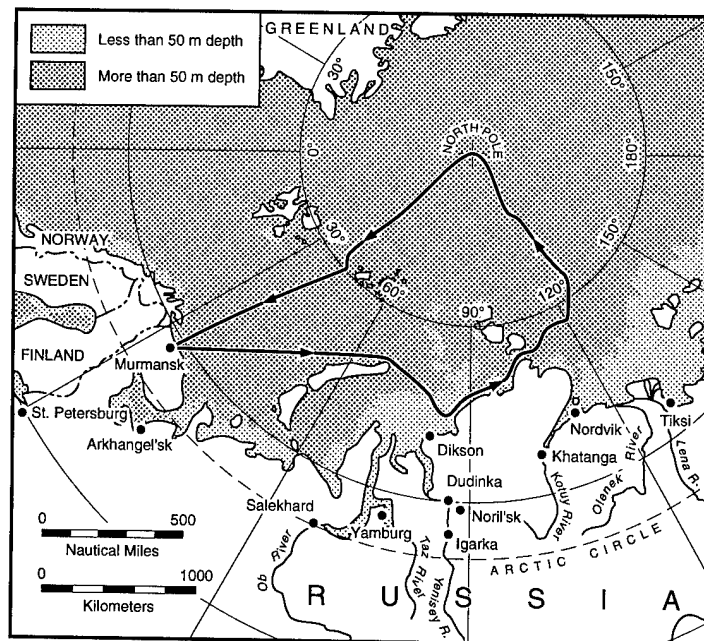 Less than 50 m depth
More than 50 m depth
GREENLAND
30°
150°
0°
NORTH POLE
180°
30°
150°
60°
90°
120°
NORWAY
SWEDEN
FINLAND
Murmansk
St. Petersburg
Arkhangel'sk
Dikson
Nordvik
Tiksi
Khatanga
Dudinka
Noril'sk
Igarka
Salekhard
Yamburg
Kotuy River
Olenek River
Lena R.
Ob River
Taz River
Yenisey R.
ARCTIC CIRCLE
RUSSIA
0 500
Nautical Miles
0 1000
Kilometers